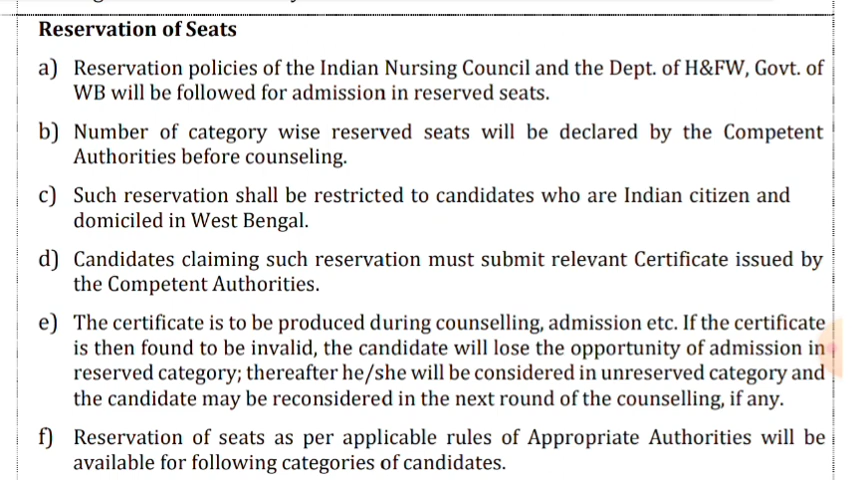 Reservation of Seats
a) Reservation policies of the Indian Nursing Council and the Dept. of H&FW, Govt. of
WB will be followed for admission in reserved seats.
b) Number of category wise reserved seats will be declared by the Competent
Authorities before counseling.
c) Such reservation shall be restricted to candidates who are Indian citizen and
domiciled in West Bengal.
d) Candidates claiming such reservation must submit relevant Certificate issued by
the Competent Authorities.
e) The certificate is to be produced during counselling, admission etc. If the certificate
is then found to be invalid, the candidate will lose the opportunity of admission in
reserved category; thereafter he/she will be considered in unreserved category and
the candidate may be reconsidered in the next round of the counselling, if any.
f) Reservation of seats as per applicable rules of Appropriate Authorities will be
available for following categories of candidates.